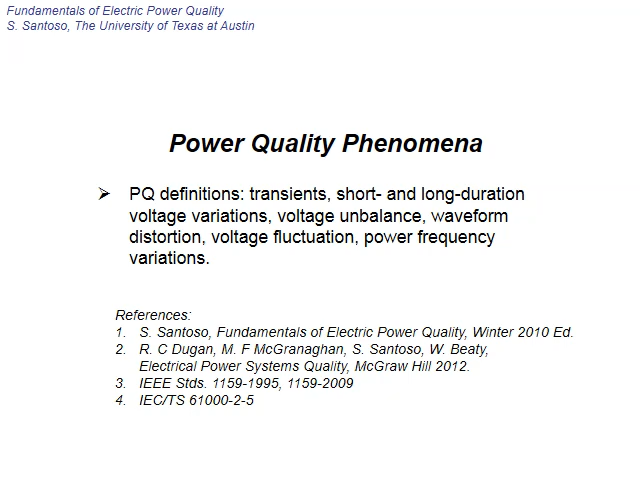 Fundamentals of Electric Power Quality
S. Santoso, The University of Texas at Austin
Power Quality Phenomena
➢ PQ definitions: transients, short- and long-duration
voltage variations, voltage unbalance, waveform
distortion, voltage fluctuation, power frequency
variations.
References:
1. S. Santoso, Fundamentals of Electric Power Quality, Winter 2010 Ed.
2. R. C Dugan, M. F McGranaghan, S. Santoso, W. Beaty,
Electrical Power Systems Quality, McGraw Hill 2012.
3. IEEE Stds. 1159-1995, 1159-2009
4. IEC/TS 61000-2-5